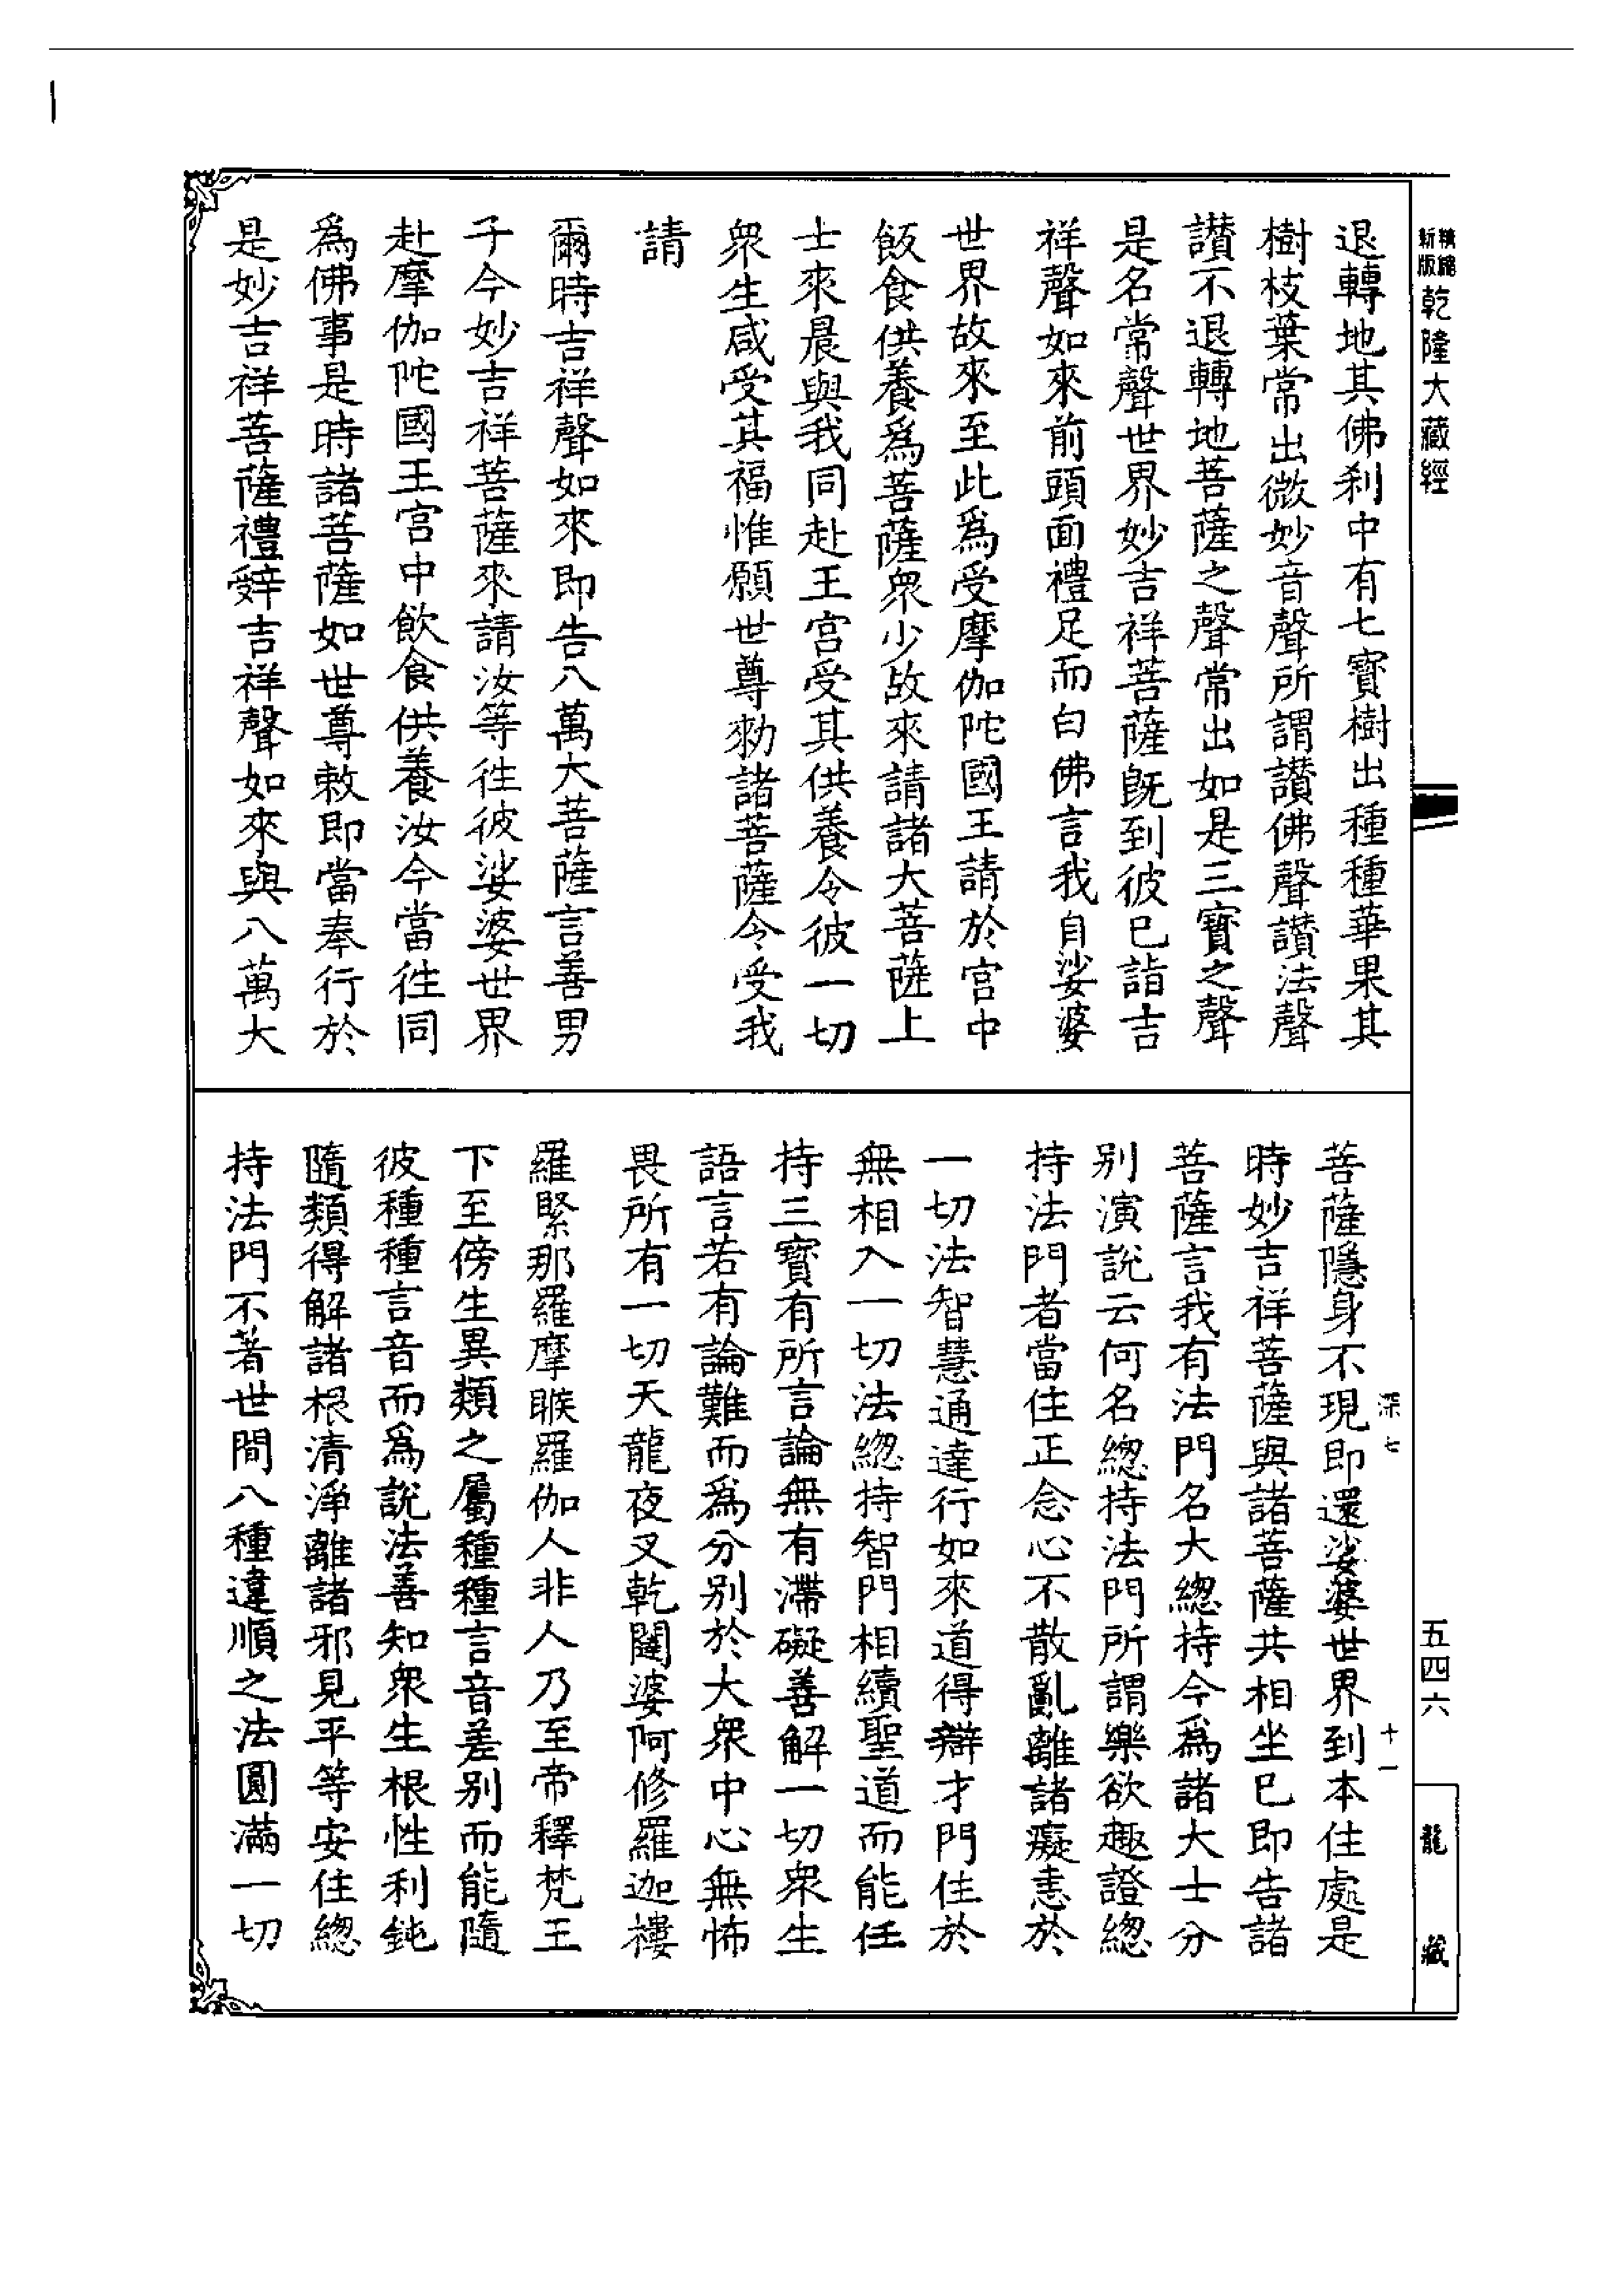 精縮
新版
乾隆大藏經
退轉地其佛刹中有七寶樹出種種華果其
樹枝葉常出微妙音聲所謂讃佛聲讃法聲
讃不退轉地菩薩之聲常出如是三寶之聲
是名常聲世界妙吉祥菩薩旣到彼已詣吉
祥聲如來前頭面禮足而白佛言我自娑婆
世界故來至此爲受摩伽陀國王請於宫中
飯食供養爲菩薩衆少故來請諸大菩薩上
士來晨與我同赴王宫受其供養令彼一切
衆生咸受其福惟願世尊勑諸菩薩令受我
請
爾時吉祥聲如來即告八萬大菩薩言善男
子今妙吉祥菩薩來請汝等往彼娑婆世界
赴摩伽陀國王宫中飲食供養汝今當往同
爲佛事是時諸菩薩如世尊敕即當奉行於
是妙吉祥菩薩禮辤吉祥聲如來與八萬大
菩薩隱身不現即還娑婆世界到本住處是
時妙吉祥菩薩與諸菩薩共相坐已即告諸
菩薩言我有法門名大總持今爲諸大士分
别演說云何名總持法門所謂樂欲趣證總
持法門者當住正念心不散亂離諸癡恚於
一切法智慧通達行如來道得辯才門住於
無相入一切法總持智門相續聖道而能任
持三寶有所言論無有滯礙善解一切衆生
語言若有論難而爲分别於大衆中心無怖
畏所有一切天龍夜叉乾闥婆阿修羅迦樓
羅緊那羅摩睺羅伽人非人乃至帝釋梵王
下至傍生異類之屬種種言音差别而能隨
彼種種言音而爲說法善知衆生根性利鈍
隨類得解諸根清淨離諸邪見平等安住總
持法門不著世間八種違順之法圓滿一切
深七
十一
五四六
龍藏